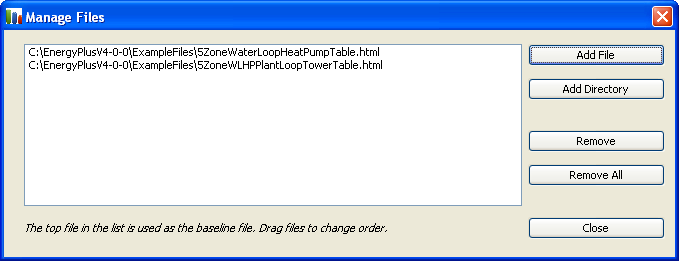 Manage Files
C:\EnergyPlusV4-0-0\ExampleFiles\5ZoneWaterLoopHeatPumpTable.html
C:\EnergyPlusV4-0-0\ExampleFiles\5ZoneWLHPPlantLoopTowerTable.html
Add File
Add Directory
Remove
Remove All
The top file in the list is used as the baseline file. Drag files to change order.
Close